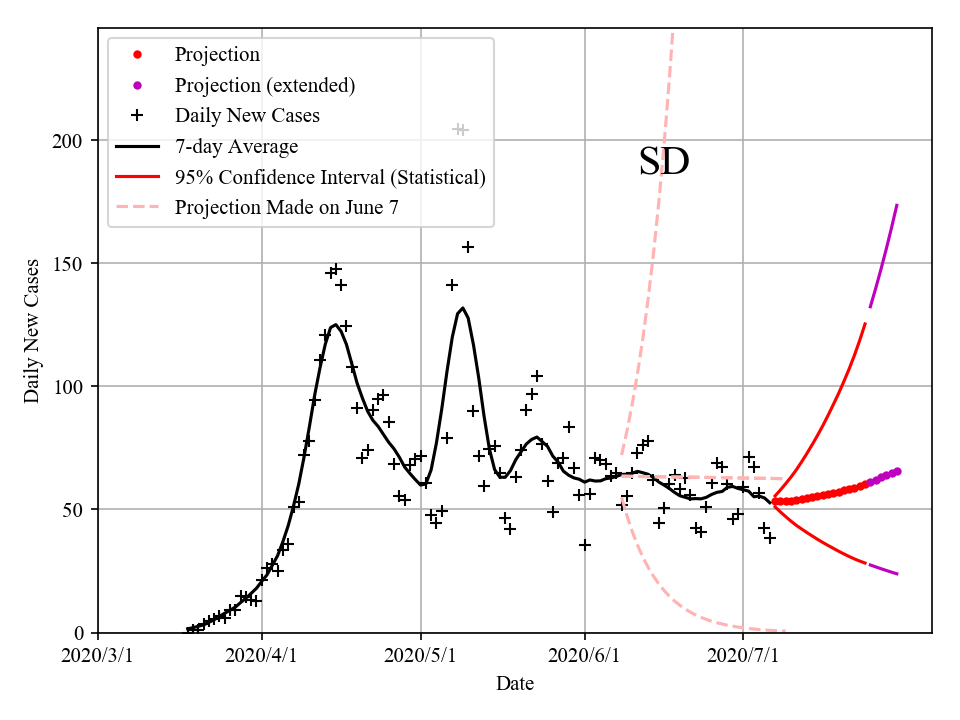 Projection
Projection (extended)
Daily New Cases
7-day Average
95% Confidence Interval (Statistical)
Projection Made on June 7
SD
200
150
100
50
0
Daily New Cases
2020/3/1 2020/4/1 2020/5/1 2020/6/1 2020/7/1
Date